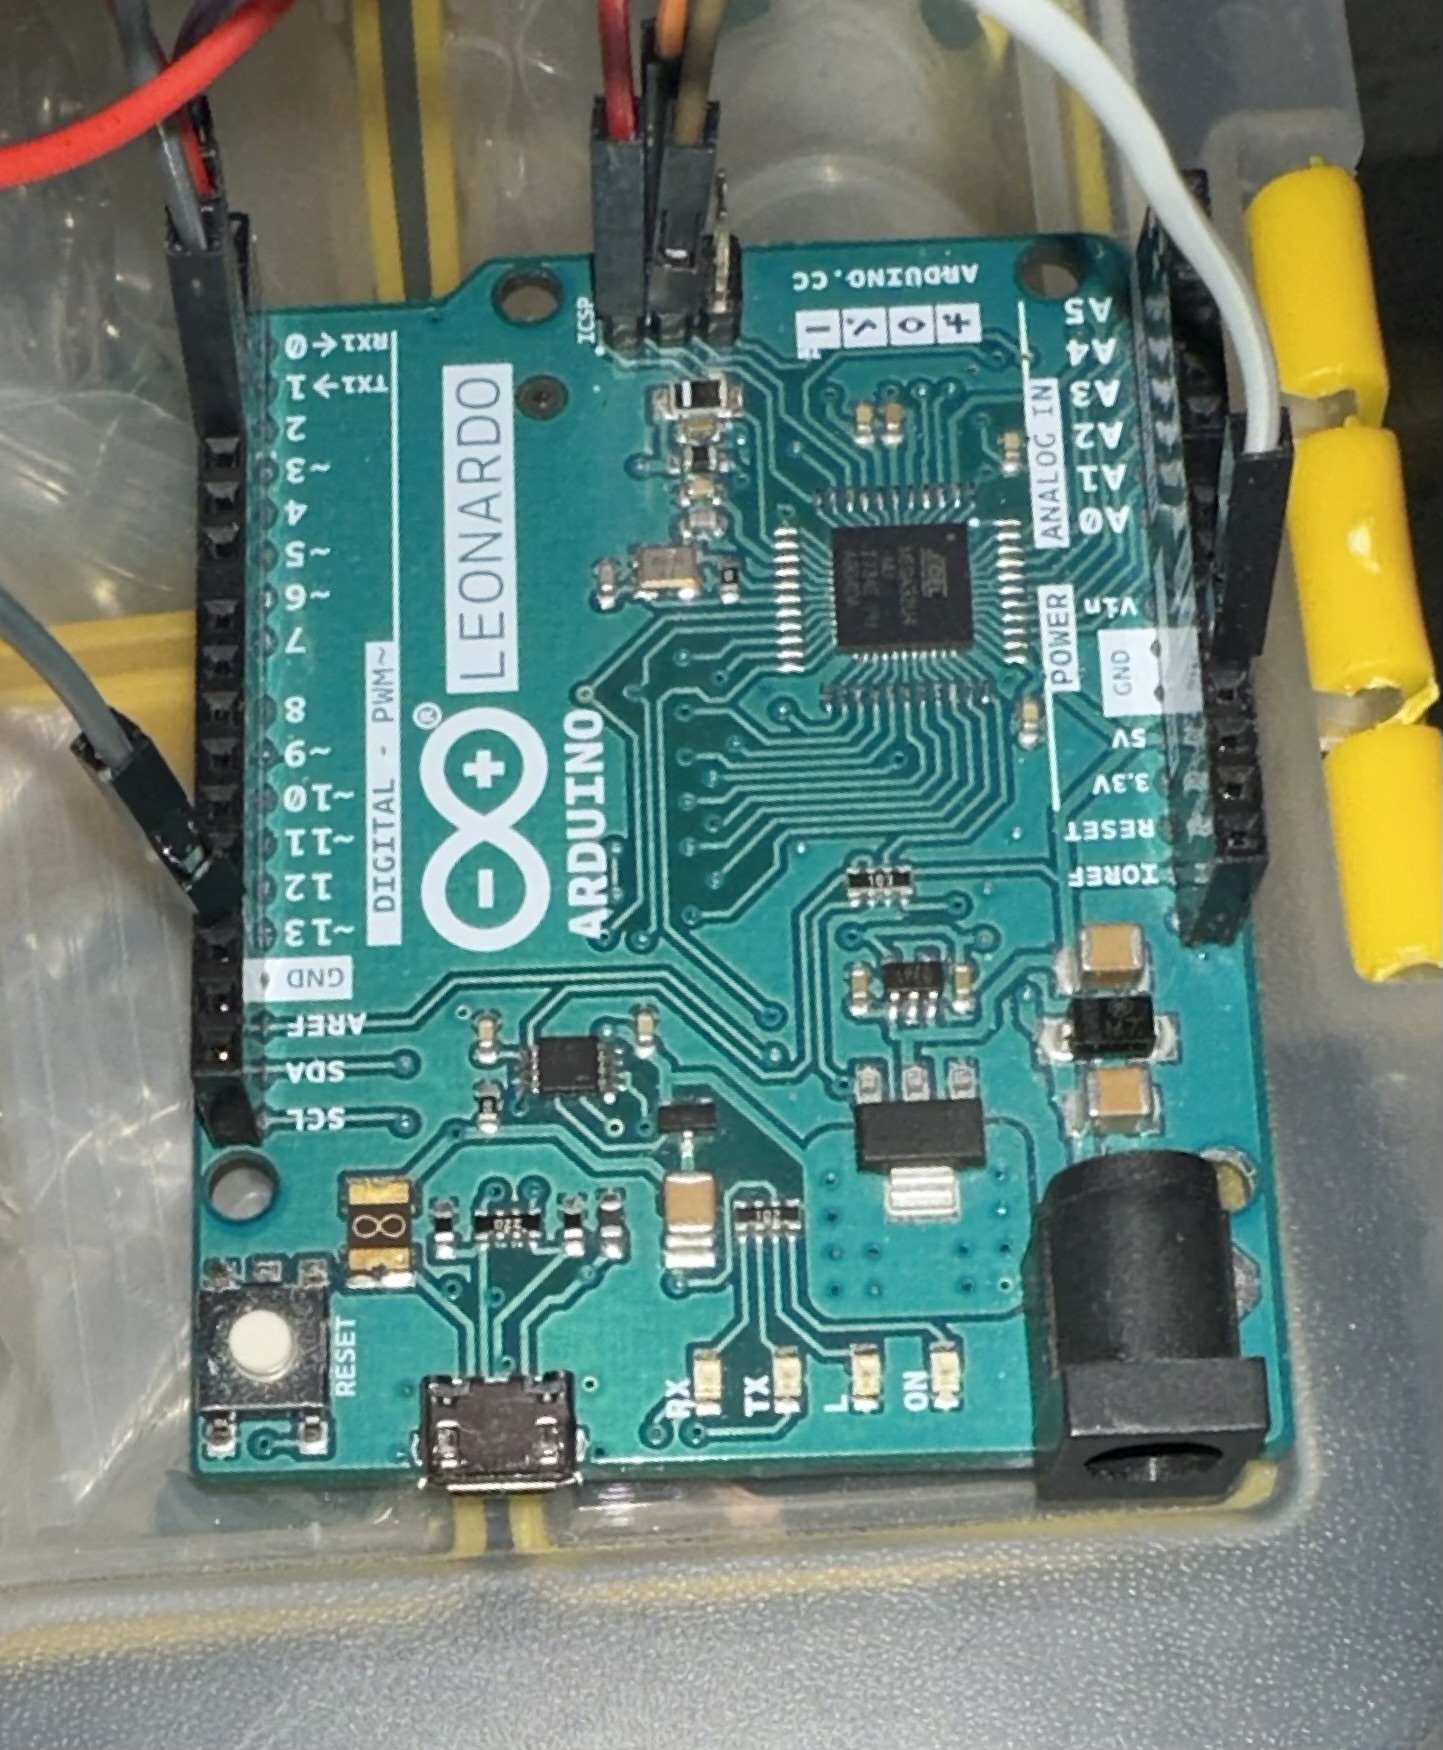 ARDUINO.CC
ICSP
RX1←0
TX1→1
2
~3
4
~5
~6
7
8
~9
~10
~11
12
~13
GND
AREF
SDA
SCL
DIGITAL - PWM~
LEONARDO
®
ARDUINO
A5
A4
A3
A2
A1
A0
ANALOG IN
Vin
GND
5V
3.3V
RESET
IOREF
POWER
RESET
RX
TX
L
ON